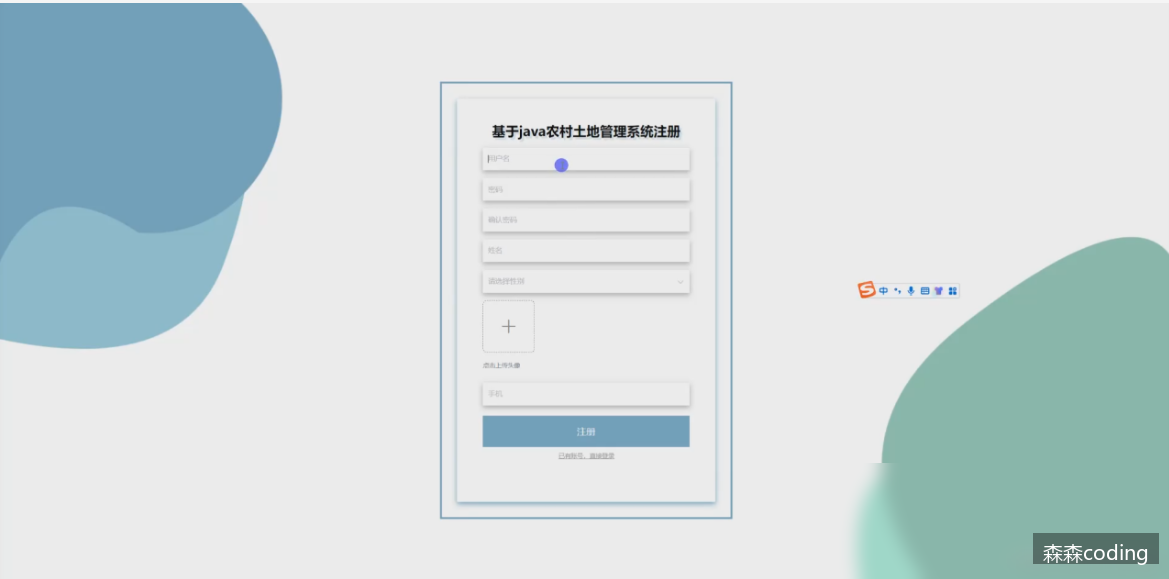 基于java农村土地管理系统注册
用户名
密码
确认密码
姓名
请选择性别
点击上传头像
手机
注册
已有账号，直接登录
中
森森coding